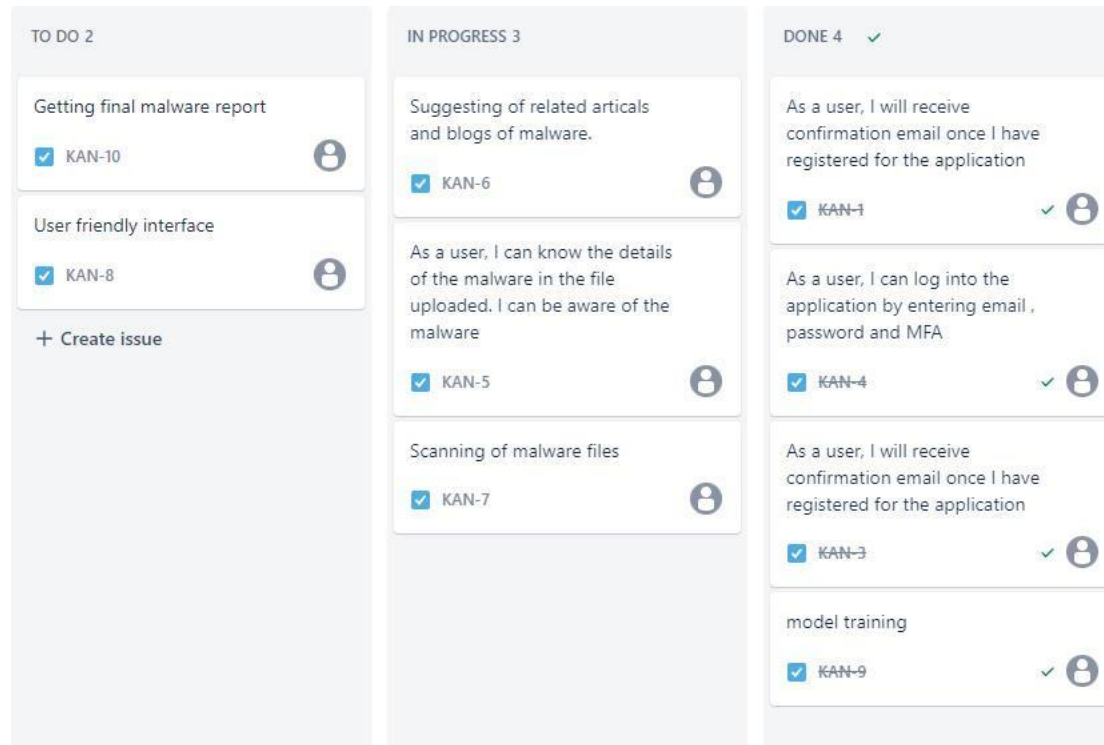 TO DO 2
Getting final malware report
KAN-10
User friendly interface
KAN-8
+ Create issue
IN PROGRESS 3
Suggesting of related articals
and blogs of malware.
KAN-6
As a user, I can know the details
of the malware in the file
uploaded. I can be aware of the
malware
KAN-5
Scanning of malware files
KAN-7
DONE 4
As a user, I will receive
confirmation email once I have
registered for the application
KAN-1
As a user, I can log into the
application by entering email ,
password and MFA
KAN-4
As a user, I will receive
confirmation email once I have
registered for the application
KAN-3
model training
KAN-9